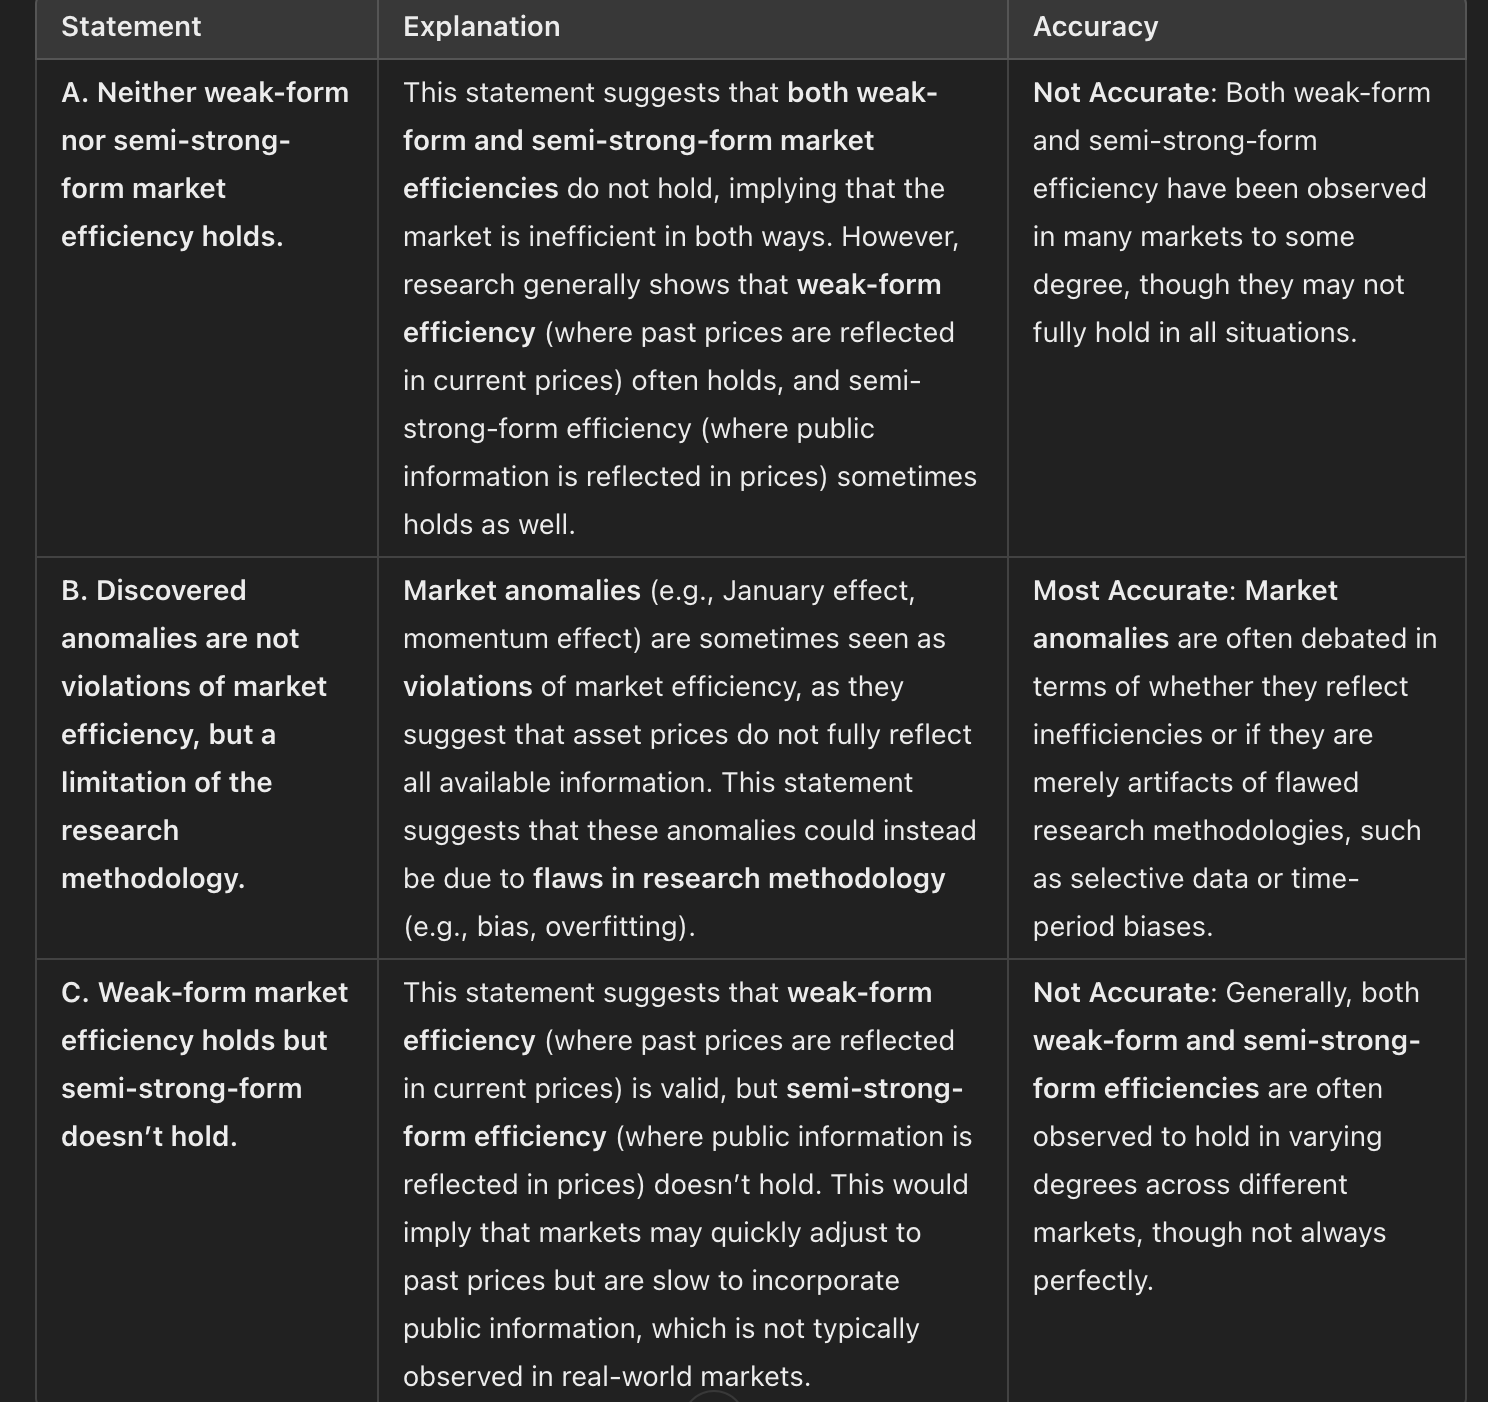 Statement
Explanation
Accuracy
A. Neither weak-form
nor semi-strong-
form market
efficiency holds.
This statement suggests that both weak-
form and semi-strong-form market
efficiencies do not hold, implying that the
market is inefficient in both ways. However,
research generally shows that weak-form
efficiency (where past prices are reflected
in current prices) often holds, and semi-
strong-form efficiency (where public
information is reflected in prices) sometimes
holds as well.
Not Accurate: Both weak-form
and semi-strong-form
efficiency have been observed
in many markets to some
degree, though they may not
fully hold in all situations.
B. Discovered
anomalies are not
violations of market
efficiency, but a
limitation of the
research
methodology.
Market anomalies (e.g., January effect,
momentum effect) are sometimes seen as
violations of market efficiency, as they
suggest that asset prices do not fully reflect
all available information. This statement
suggests that these anomalies could instead
be due to flaws in research methodology
(e.g., bias, overfitting).
Most Accurate: Market
anomalies are often debated in
terms of whether they reflect
inefficiencies or if they are
merely artifacts of flawed
research methodologies, such
as selective data or time-
period biases.
C. Weak-form market
efficiency holds but
semi-strong-form
doesn’t hold.
This statement suggests that weak-form
efficiency (where past prices are reflected
in current prices) is valid, but semi-strong-
form efficiency (where public information is
reflected in prices) doesn’t hold. This would
imply that markets may quickly adjust to
past prices but are slow to incorporate
public information, which is not typically
observed in real-world markets.
Not Accurate: Generally, both
weak-form and semi-strong-
form efficiencies are often
observed to hold in varying
degrees across different
markets, though not always
perfectly.